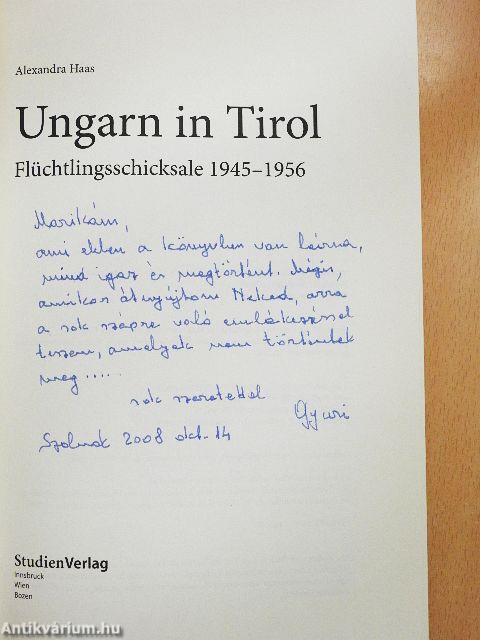 Alexandra Haas
Ungarn in Tirol
Flüchtlingsschicksale 1945–1956
Marikám,
ami ebben a könyvben van leírva,
mind igaz és megtörtént. Mégis,
amikor átnyújtom Neked, arra
a sok szépre való emlékezéssel
teszem, amelyek nem történtek
meg.....
sok szeretettel
Gyuri
Szolnok 2008 okt. 14
StudienVerlag
Innsbruck
Wien
Bozen
Antikvárium.hu